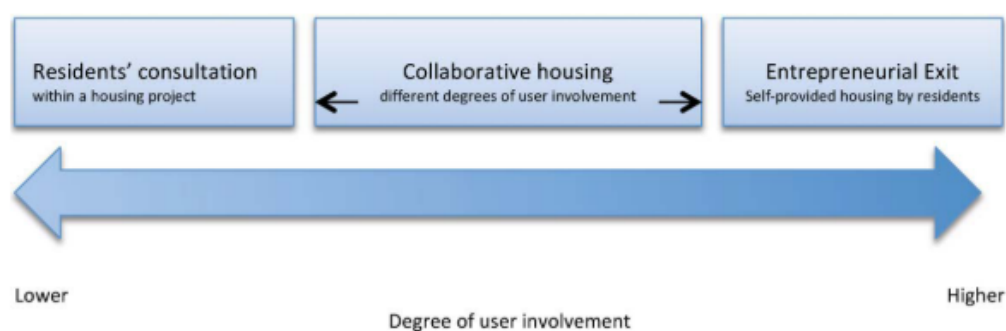 Residents’ consultation
within a housing project
Collaborative housing
different degrees of user involvement
Entrepreneurial Exit
Self-provided housing by residents
Lower
Higher
Degree of user involvement